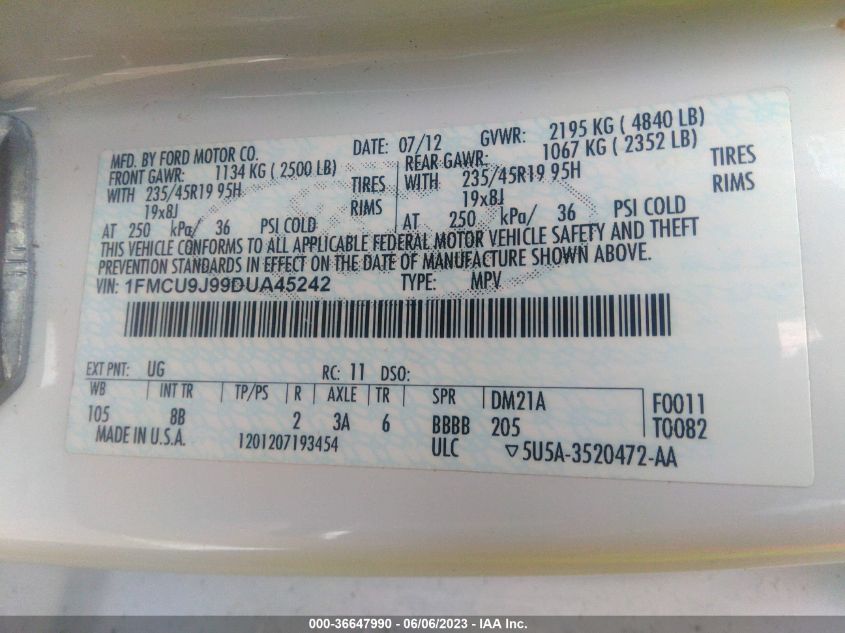 MFD. BY FORD MOTOR CO. DATE: 07/12 GVWR: 2195 KG ( 4840 LB)
FRONT GAWR: 1134 KG ( 2500 LB) REAR GAWR: 1067 KG ( 2352 LB)
WITH 235/45R19 95H TIRES WITH 235/45R19 95H TIRES
19x8J RIMS 19x8J RIMS
AT 250 kPa/ 36 PSI COLD AT 250 kPa/ 36 PSI COLD
THIS VEHICLE CONFORMS TO ALL APPLICABLE FEDERAL MOTOR VEHICLE SAFETY AND THEFT
PREVENTION STANDARDS IN EFFECT ON THE DATE OF MANUFACTURE SHOWN ABOVE.
VIN: 1FMCU9J99DUA45242 TYPE: MPV
EXT PNT: UG RC: 11 DSO:
WB INT TR TP/PS R AXLE TR SPR DM21A F0011
105 8B 2 3A 6 BBBB 205 T0082
MADE IN U.S.A. 1201207193454 ULC ▽5U5A-3520472-AA
000-36647990 - 06/06/2023 - IAA Inc.